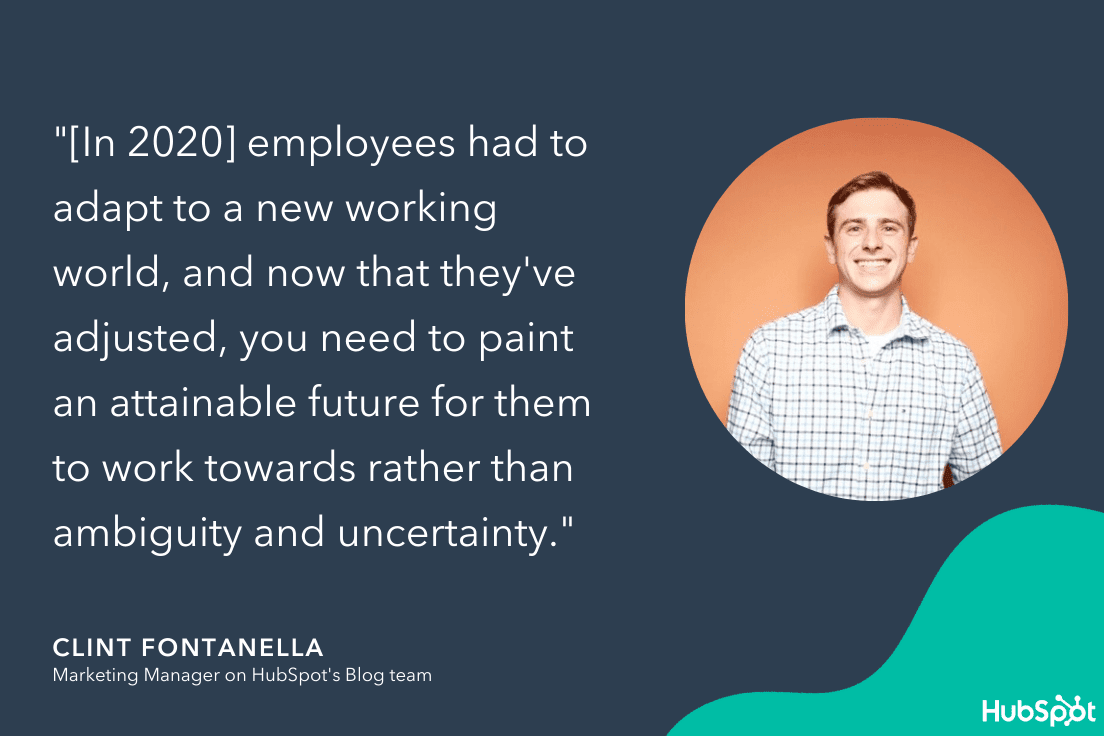 "[In 2020] employees had to
adapt to a new working
world, and now that they've
adjusted, you need to paint
an attainable future for them
to work towards rather than
ambiguity and uncertainty."
CLINT FONTANELLA
Marketing Manager on HubSpot's Blog team
HubSpot